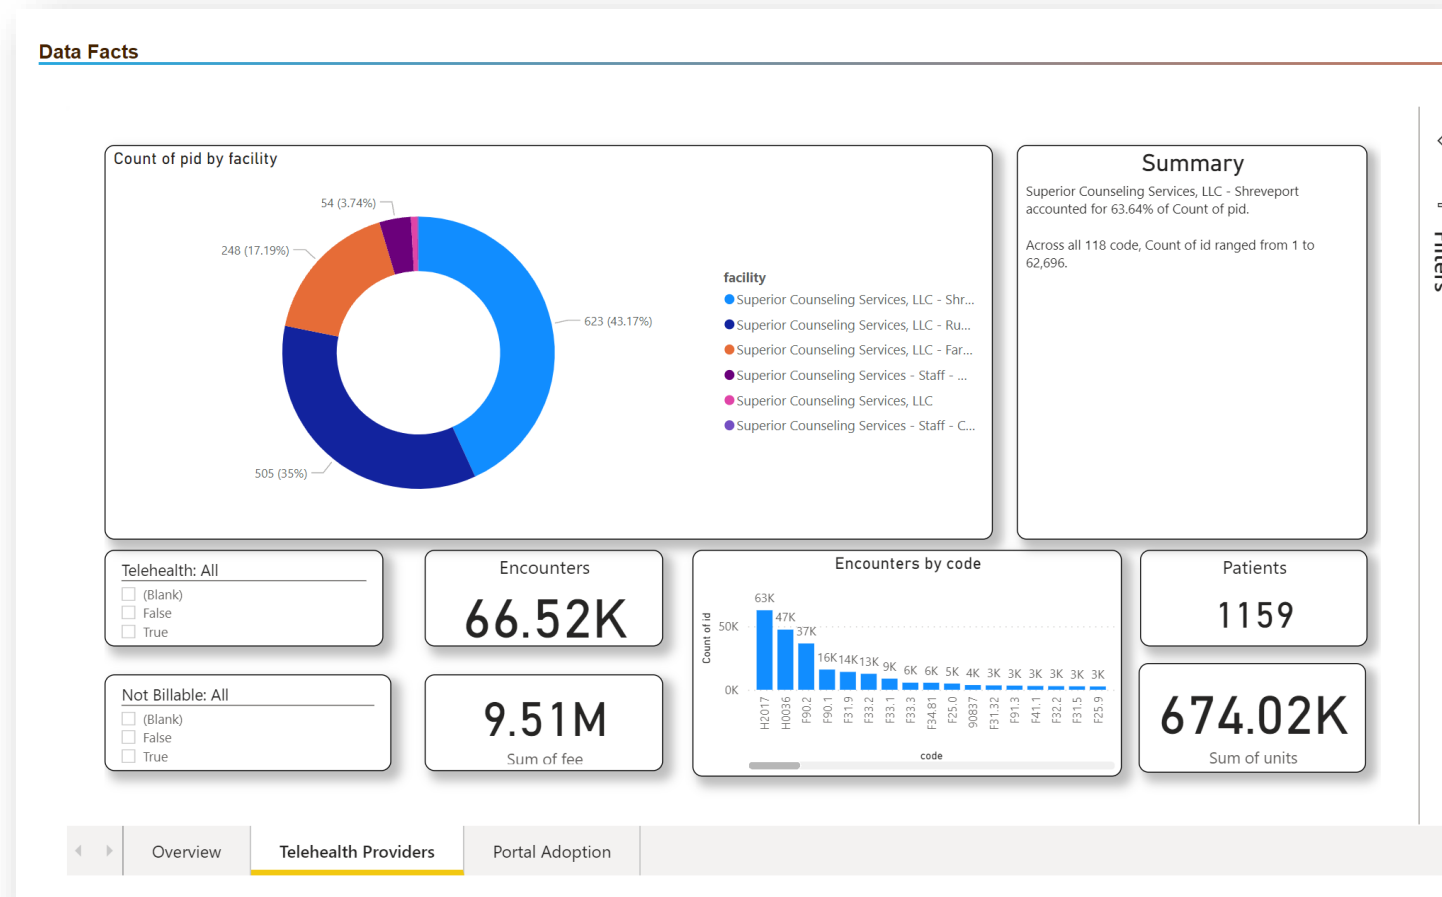 Data Facts
Count of pid by facility
54 (3.74%)
248 (17.19%)
623 (43.17%)
505 (35%)
facility
Superior Counseling Services, LLC - Shr...
Superior Counseling Services, LLC - Ru...
Superior Counseling Services, LLC - Far...
Superior Counseling Services - Staff - ...
Superior Counseling Services, LLC
Superior Counseling Services - Staff - C...
Summary
Superior Counseling Services, LLC - Shreveport
accounted for 63.64% of Count of pid.
Across all 118 code, Count of id ranged from 1 to
62,696.
Filters
Telehealth: All
(Blank)
False
True
Not Billable: All
(Blank)
False
True
Encounters
66.52K
9.51M
Sum of fee
Encounters by code
Count of id
50K
0K
63K
47K
37K
16K
14K
13K
9K
6K
6K
5K
4K
3K
3K
3K
3K
3K
3K
H2017
H0036
F90.2
F90.1
F31.9
F33.2
F33.1
F33.3
F34.81
F25.0
90837
F31.32
F91.3
F41.1
F32.2
F31.5
F25.9
code
Patients
1159
674.02K
Sum of units
Overview
Telehealth Providers
Portal Adoption